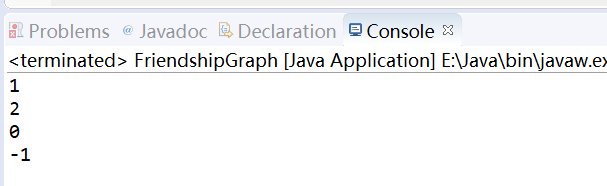 Problems @ Javadoc Declaration Console
<terminated> FriendshipGraph [Java Application] E:\Java\bin\javaw.ex
1
2
0
-1